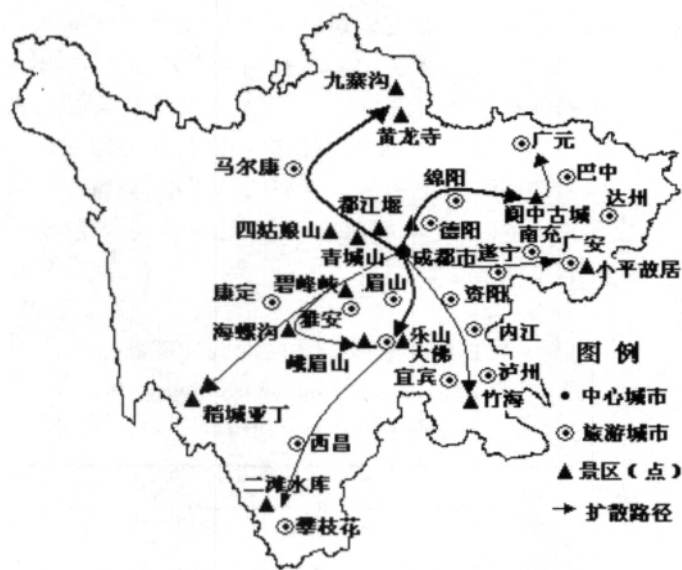 九寨沟
黄龙寺
广元
马尔康
绵阳
巴中
达州
都江堰
阆中古城
四姑娘山
德阳
南充
广安
青城山
成都市
遂宁
小平故居
碧峰峡
眉山
康定
资阳
雅安
海螺沟
乐山
大佛
内江
峨眉山
图例
宜宾
泸州
中心城市
稻城亚丁
竹海
旅游城市
西昌
景区（点）
二滩水库
扩散路径
攀枝花